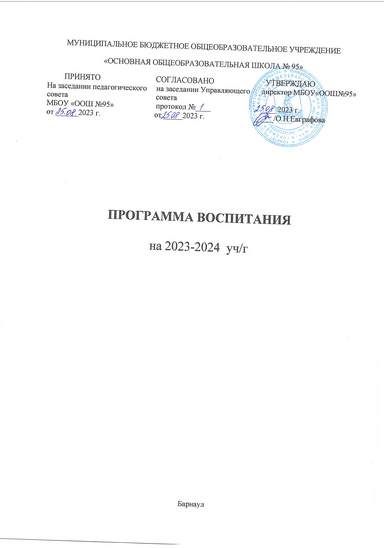 МУНИЦИПАЛЬНОЕ БЮДЖЕТНОЕ ОБЩЕОБРАЗОВАТЕЛЬНОЕ УЧРЕЖДЕНИЕ
«ОСНОВНАЯ ОБЩЕОБРАЗОВАТЕЛЬНАЯ ШКОЛА № 95»
ПРИНЯТО
На заседании педагогического
совета
МБОУ «ООШ №95»
от 25.08 2023 г.
СОГЛАСОВАНО
на заседании Управляющего
совета
протокол № 1
от 25.08 2023 г.
УТВЕРЖДАЮ
директор МБОУ«ООШ№95»
25.08 2023 г.
/О.Н.Евграфова
ПРОГРАММА ВОСПИТАНИЯ
на 2023-2024 уч/г
Барнаул